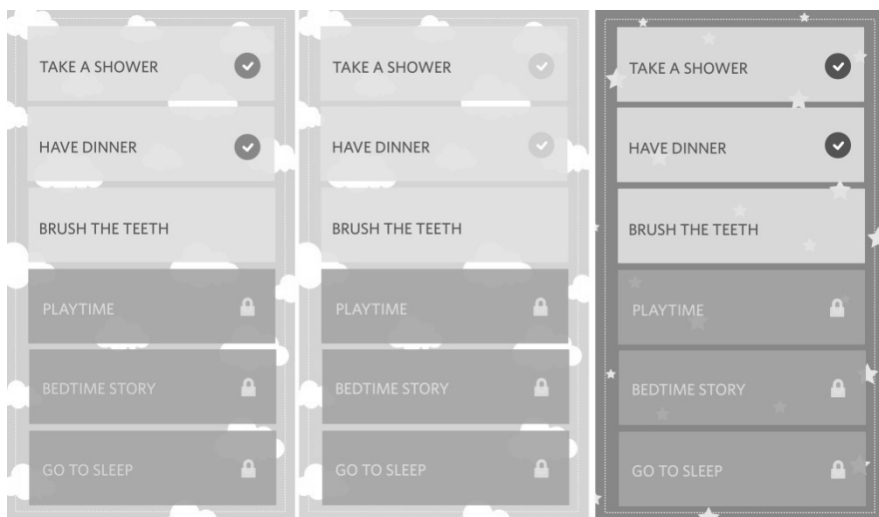 TAKE A SHOWER
HAVE DINNER
BRUSH THE TEETH
PLAYTIME
BEDTIME STORY
GO TO SLEEP
TAKE A SHOWER
HAVE DINNER
BRUSH THE TEETH
PLAYTIME
BEDTIME STORY
GO TO SLEEP
TAKE A SHOWER
HAVE DINNER
BRUSH THE TEETH
PLAYTIME
BEDTIME STORY
GO TO SLEEP